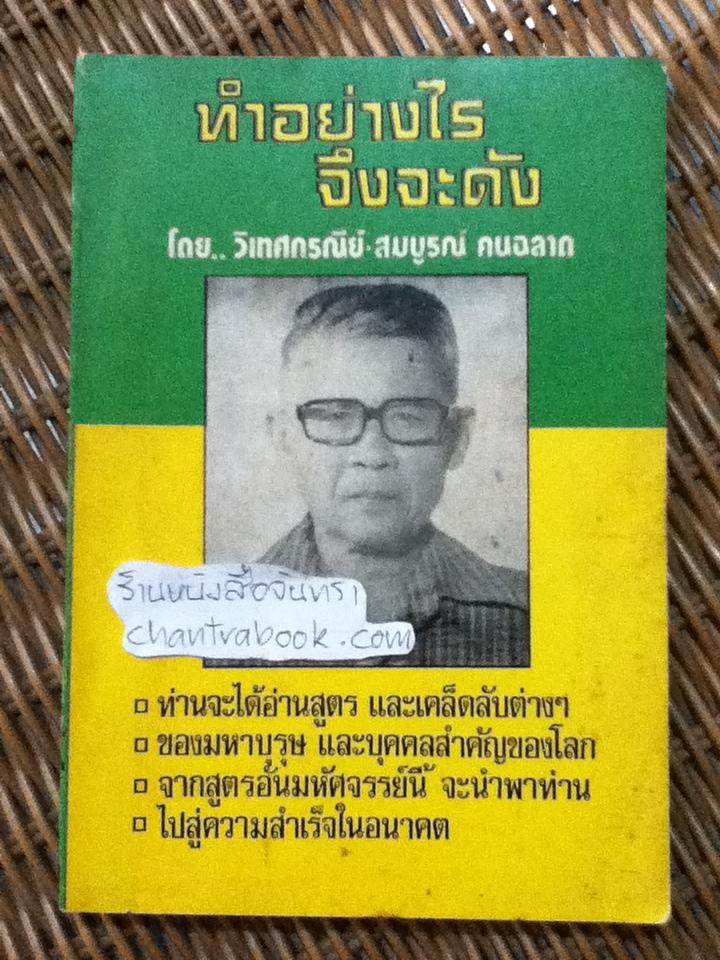 ทำอย่างไร
จึงจะดัง
โดย.. วิเทศกรณีย์·สมบูรณ์ คนฉลาด
ร้านหนังสือจันทรา
chantrabook.com
▫ ท่านจะได้อ่านสูตร และเคล็ดลับต่างๆ
▫ ของมหาบุรุษ และบุคคลสำคัญของโลก
▫ จากสูตรอันมหัศจรรย์นี้ จะนำพาท่าน
▫ ไปสู่ความสำเร็จในอนาคต